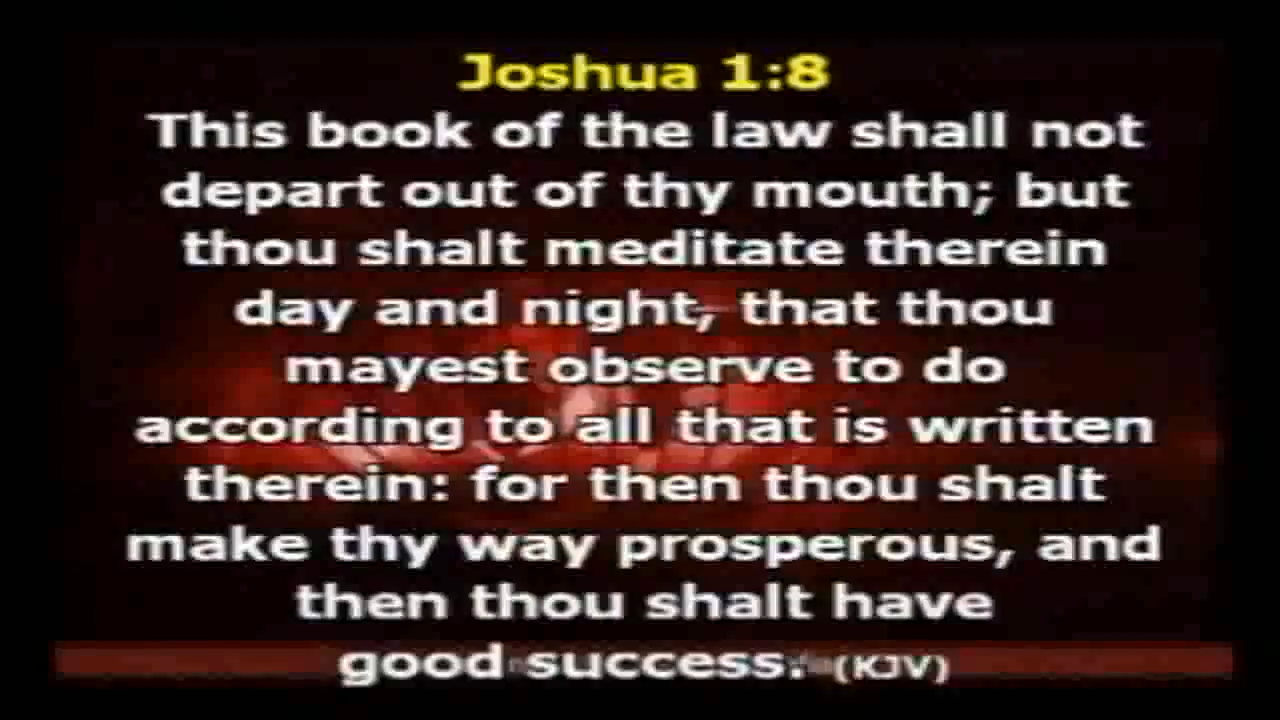 Joshua 1:8
This book of the law shall not
depart out of thy mouth; but
thou shalt meditate therein
day and night, that thou
mayest observe to do
according to all that is written
therein: for then thou shalt
make thy way prosperous, and
then thou shalt have
good success. (KJV)